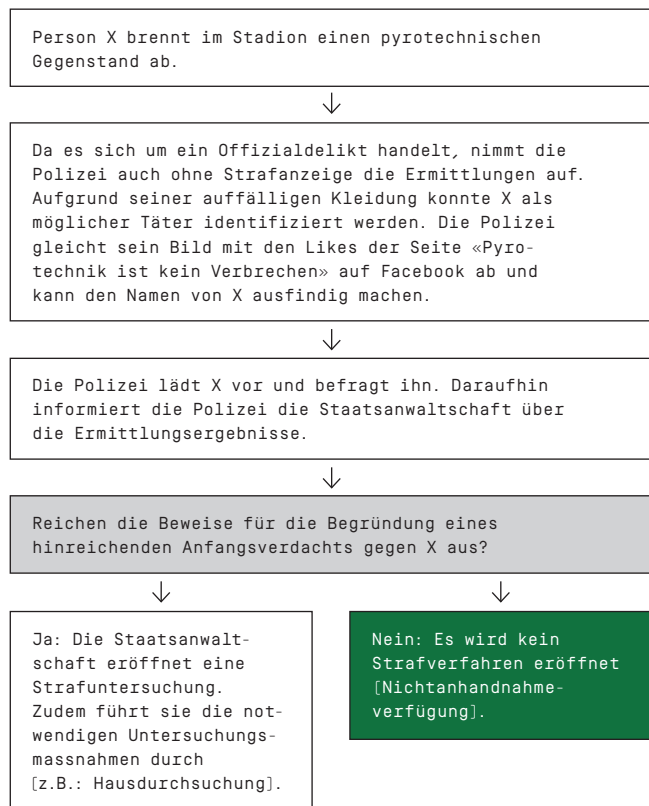 Person X brennt im Stadion einen pyrotechnischen
Gegenstand ab.
Da es sich um ein Offizialdelikt handelt, nimmt die
Polizei auch ohne Strafanzeige die Ermittlungen auf.
Aufgrund seiner auffälligen Kleidung konnte X als
möglicher Täter identifiziert werden. Die Polizei
gleicht sein Bild mit den Likes der Seite «Pyro-
technik ist kein Verbrechen» auf Facebook ab und
kann den Namen von X ausfindig machen.
Die Polizei lädt X vor und befragt ihn. Daraufhin
informiert die Polizei die Staatsanwaltschaft über
die Ermittlungsergebnisse.
Reichen die Beweise für die Begründung eines
hinreichenden Anfangsverdachts gegen X aus?
Ja: Die Staatsanwalt-
schaft eröffnet eine
Strafuntersuchung.
Zudem führt sie die not-
wendigen Untersuchungs-
massnahmen durch
[z.B.: Hausdurchsuchung].
Nein: Es wird kein
Strafverfahren eröffnet
[Nichtanhandnahme-
verfügung].